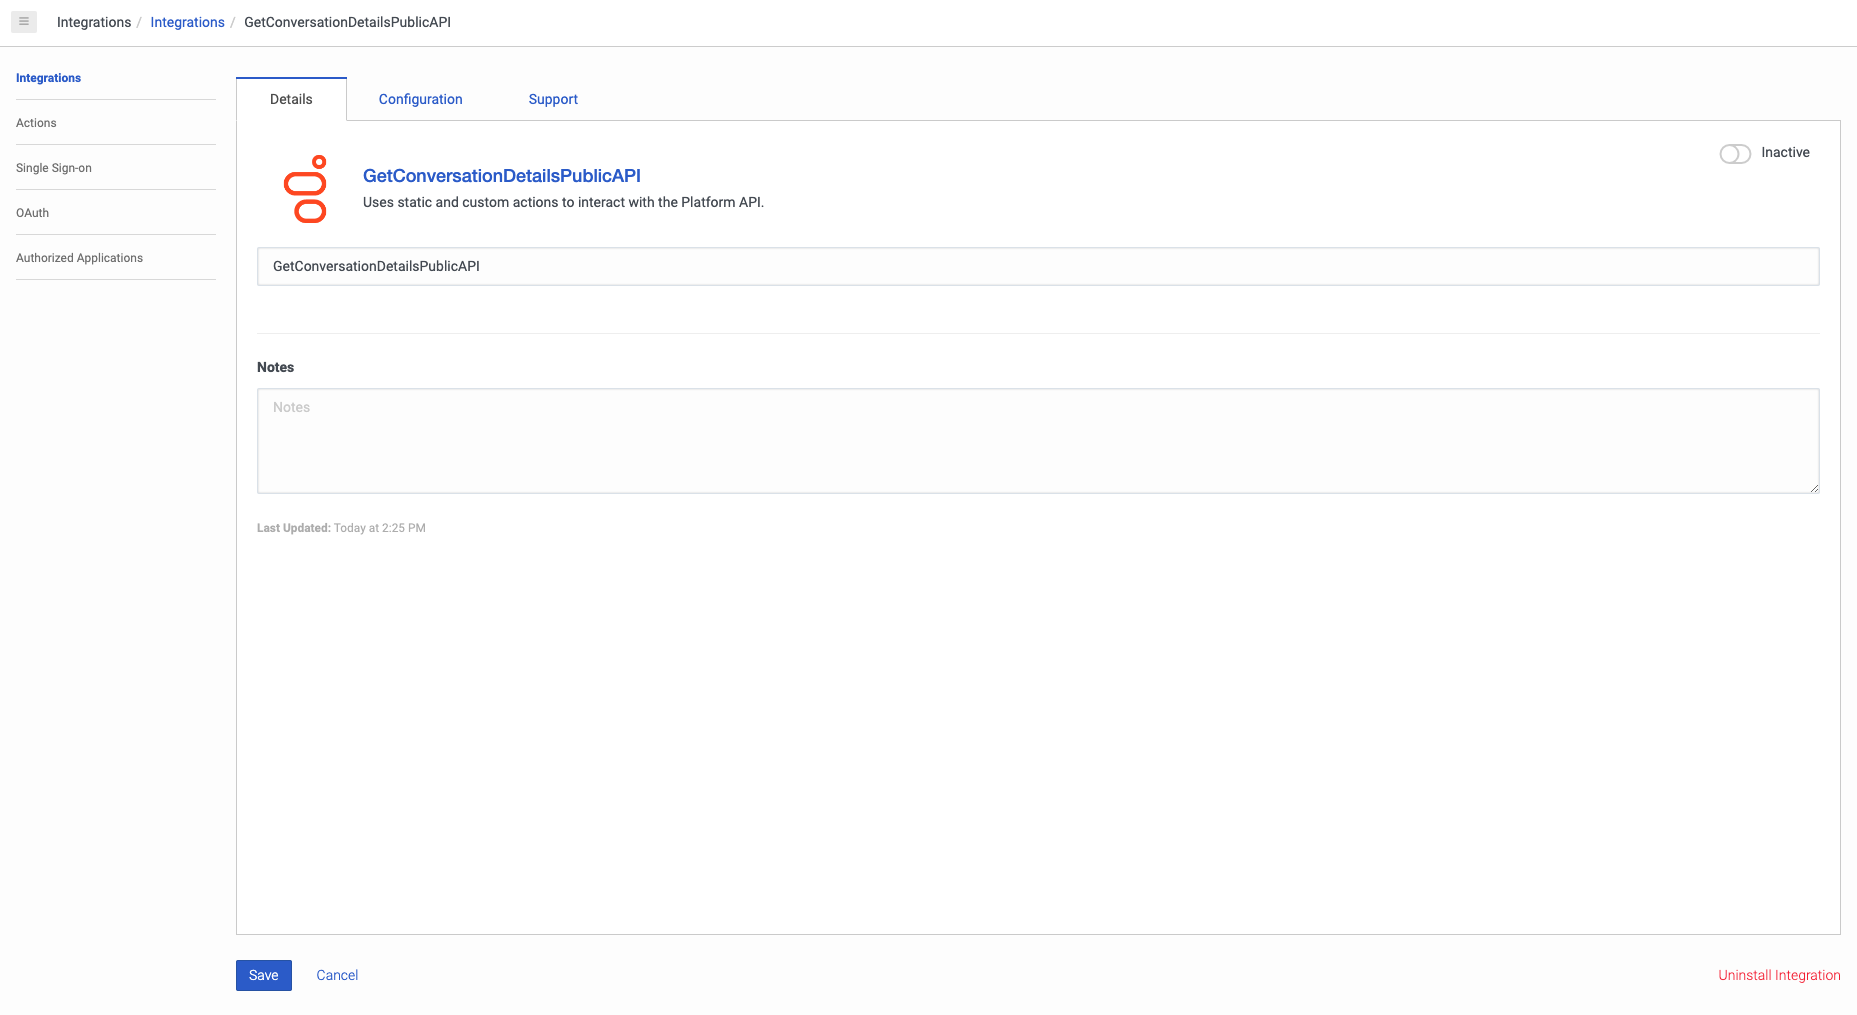 Integrations / Integrations / GetConversationDetailsPublicAPI
Integrations
Actions
Single Sign-on
OAuth
Authorized Applications
Details Configuration Support
Inactive
GetConversationDetailsPublicAPI
Uses static and custom actions to interact with the Platform API.
GetConversationDetailsPublicAPI
Notes
Notes
Last Updated: Today at 2:25 PM
Save Cancel Uninstall Integration